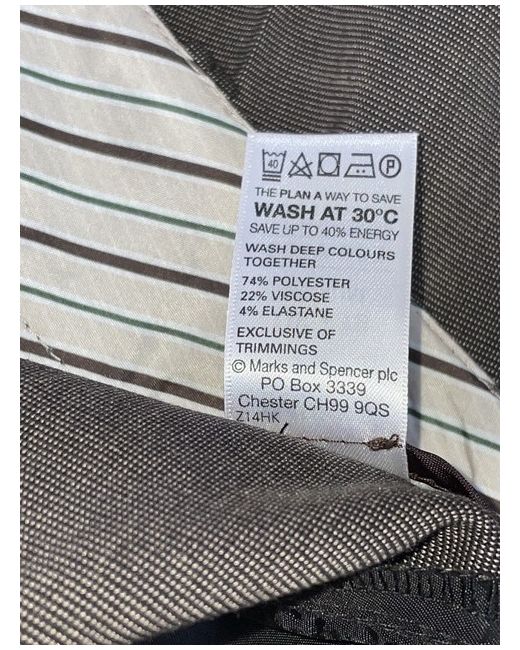 40 P
THE PLAN A WAY TO SAVE
WASH AT 30°C
SAVE UP TO 40% ENERGY
WASH DEEP COLOURS
TOGETHER
74% POLYESTER
22% VISCOSE
4% ELASTANE
EXCLUSIVE OF
TRIMMINGS
© Marks and Spencer plc
PO Box 3339
Chester CH99 9QS
Z14HK